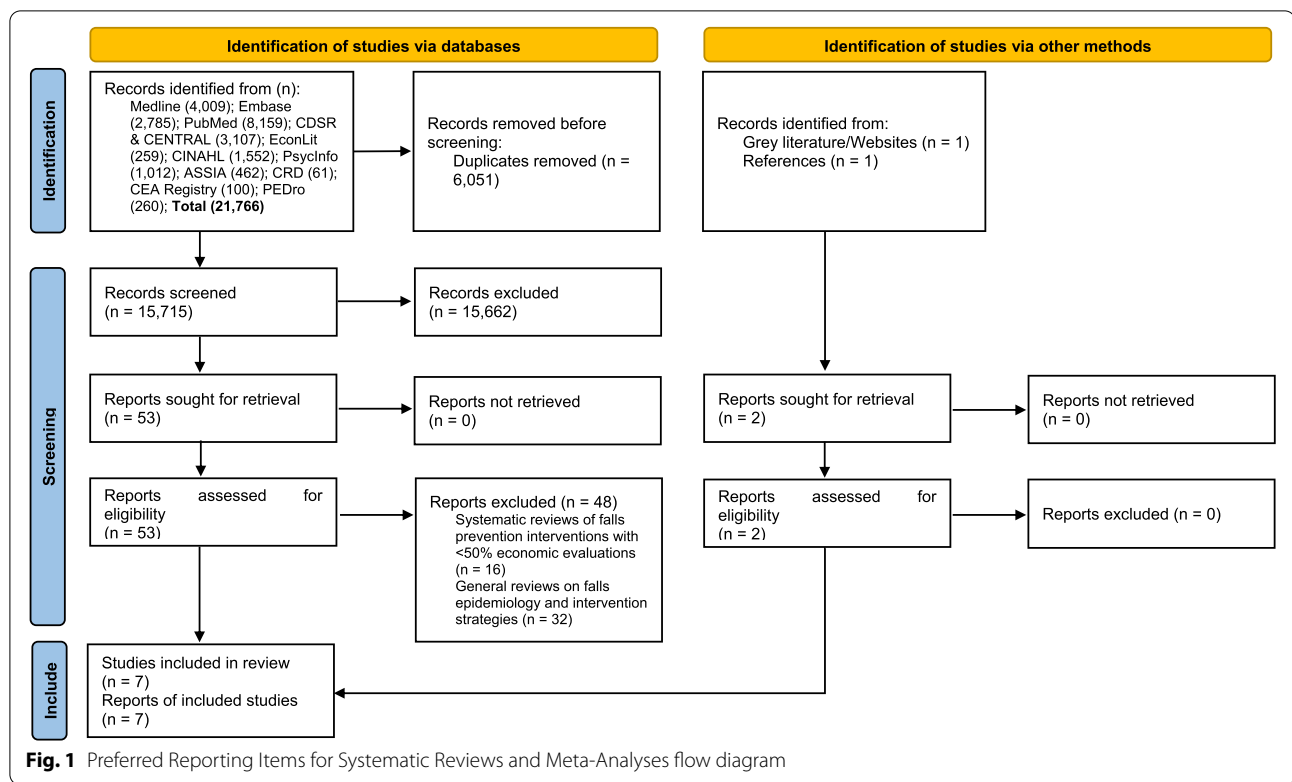 Identification of studies via databases
Identification of studies via other methods
Identification
Records identified from (n):
Medline (4,009); Embase
(2,785); PubMed (8,159); CDSR
& CENTRAL (3,107); EconLit
(259); CINAHL (1,552); PsycInfo
(1,012); ASSIA (462); CRD (61);
CEA Registry (100); PEDro
(260); Total (21,766)
Records removed before
screening:
Duplicates removed (n =
6,051)
Records identified from:
Grey literature/Websites (n = 1)
References (n = 1)
Screening
Records screened
(n = 15,715)
Records excluded
(n = 15,662)
Reports sought for retrieval
(n = 53)
Reports not retrieved
(n = 0)
Reports sought for retrieval
(n = 2)
Reports not retrieved
(n = 0)
Reports assessed for
eligibility
(n = 53)
Reports excluded (n = 48)
Systematic reviews of falls
prevention interventions with
<50% economic evaluations
(n = 16)
General reviews on falls
epidemiology and intervention
strategies (n = 32)
Reports assessed for
eligibility
(n = 2)
Reports excluded (n = 0)
Include
Studies included in review
(n = 7)
Reports of included studies
(n = 7)
Fig. 1 Preferred Reporting Items for Systematic Reviews and Meta-Analyses flow diagram